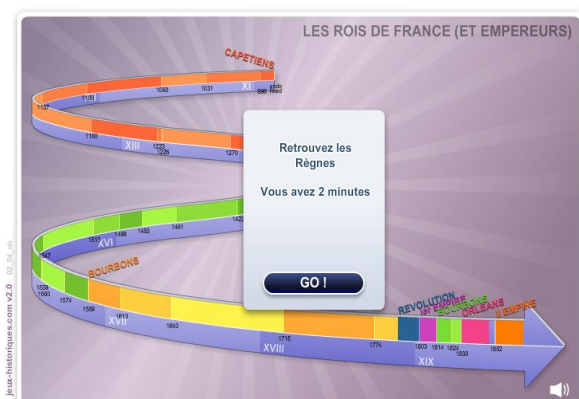 LES ROIS DE FRANCE (ET EMPEREURS)
CAPETIENS
XI
996
1031
1060
1108
1137
1180
XIII
1223
1226
1270
Retrouvez les
Règnes
Vous avez 2 minutes
GO !
1422
1461
1483
1498
1515
XVI
1547
1559
1560
1574
1589
BOURBONS
1610
XVII
1643
1715
XVIII
1774
REVOLUTION
Ier EMPIRE
BOURBONS
ORLEANS
II EMPIRE
1803
1814
1824
1830
1852
XIX
jeux-historiques.com v2.0